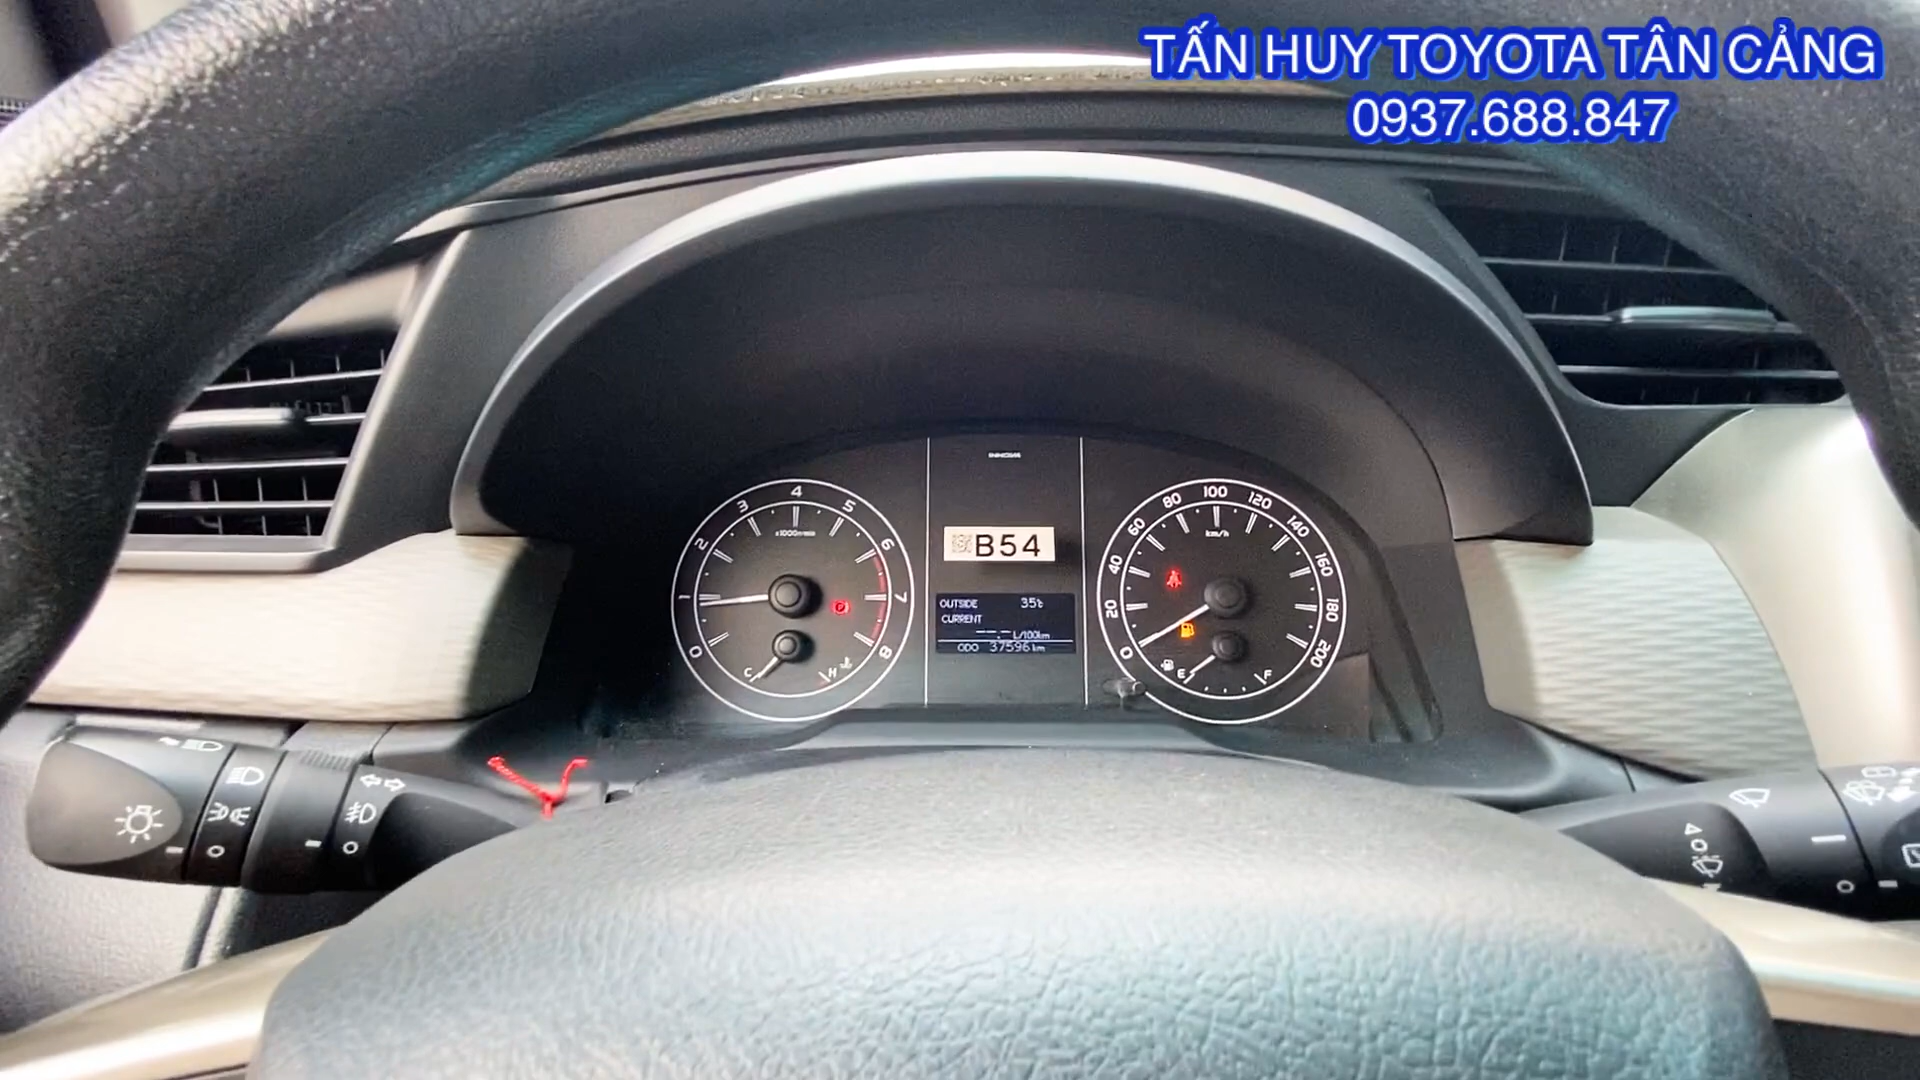 TẤN HUY TOYOTA TÂN CẢNG
0937.688.847
INNOVA
B54
OUTSIDE 35°c
CURRENT
--.- L/100km
ODO 37596 km
0 1 2 3 4 5 6 7 8
x1000r/min
C H
0 20 40 60 80 100 120 140 160 180 200
km/h
E F